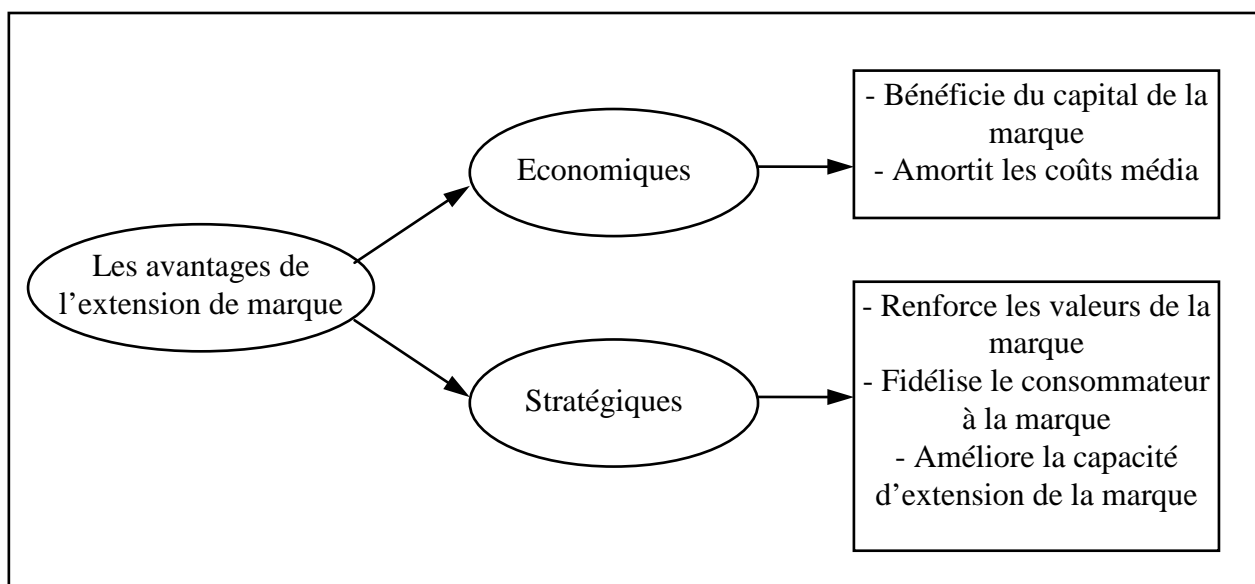 Les avantages de
l’extension de marque
Economiques
- Bénéficie du capital de la
marque
- Amortit les coûts média
Stratégiques
- Renforce les valeurs de la
marque
- Fidélise le consommateur
à la marque
- Améliore la capacité
d’extension de la marque